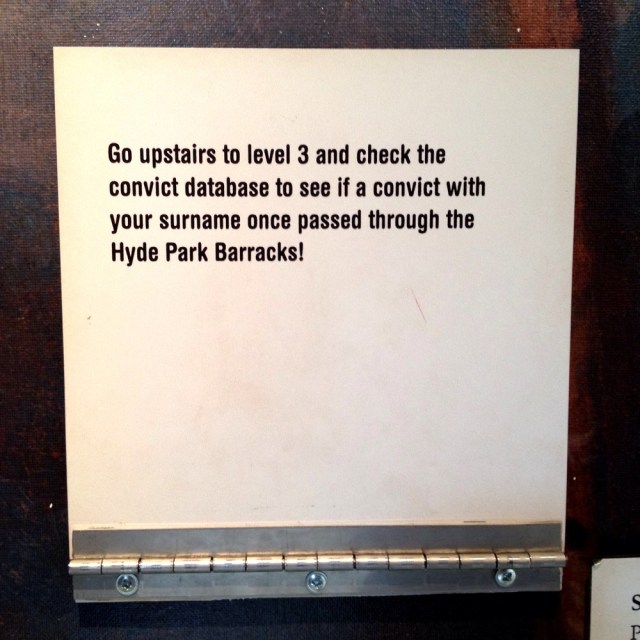 Go upstairs to level 3 and check the
convict database to see if a convict with
your surname once passed through the
Hyde Park Barracks!